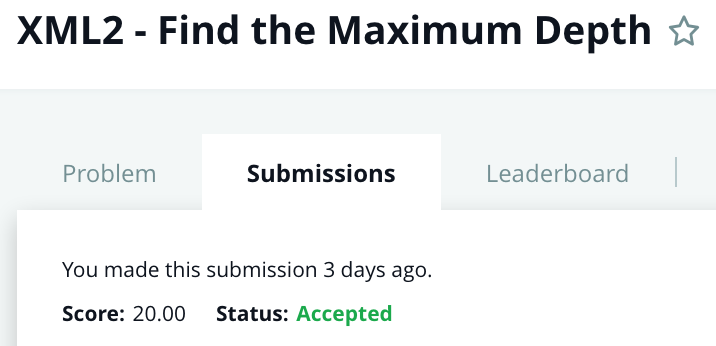 XML2 - Find the Maximum Depth
Problem Submissions Leaderboard
You made this submission 3 days ago.
Score: 20.00 Status: Accepted